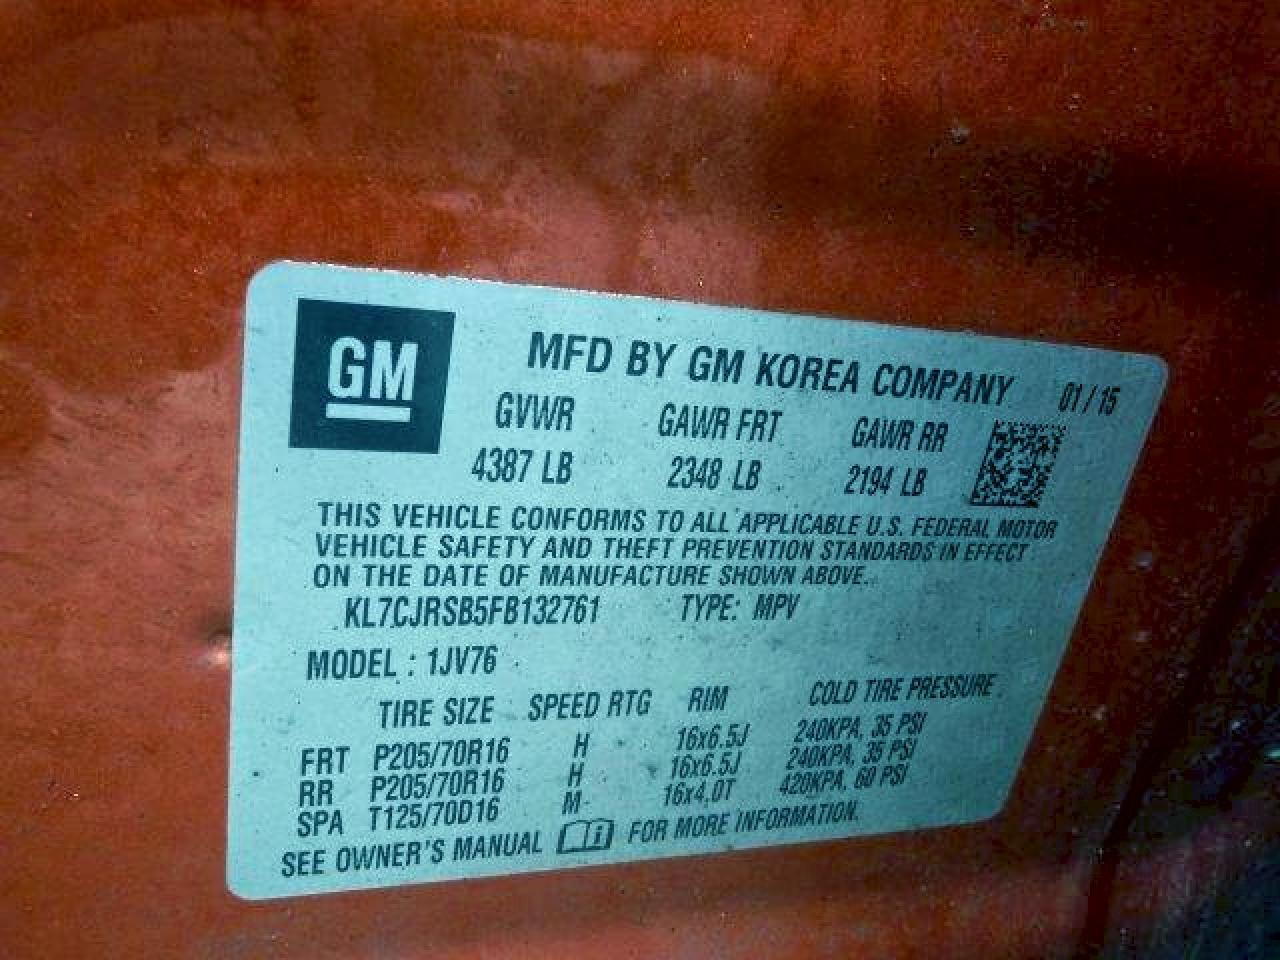 GM
MFD BY GM KOREA COMPANY 01/15
GVWR GAWR FRT GAWR RR
4387 LB 2348 LB 2194 LB
THIS VEHICLE CONFORMS TO ALL APPLICABLE U.S. FEDERAL MOTOR
VEHICLE SAFETY AND THEFT PREVENTION STANDARDS IN EFFECT
ON THE DATE OF MANUFACTURE SHOWN ABOVE.
KL7CJRSB5FB132761 TYPE: MPV
MODEL : 1JV76
TIRE SIZE SPEED RTG RIM COLD TIRE PRESSURE
FRT P205/70R16 H 16x6.5J 240KPA, 35 PSI
RR P205/70R16 H 16x6.5J 240KPA, 35 PSI
SPA T125/70D16 M 16x4.0T 420KPA, 60 PSI
SEE OWNER'S MANUAL FOR MORE INFORMATION.